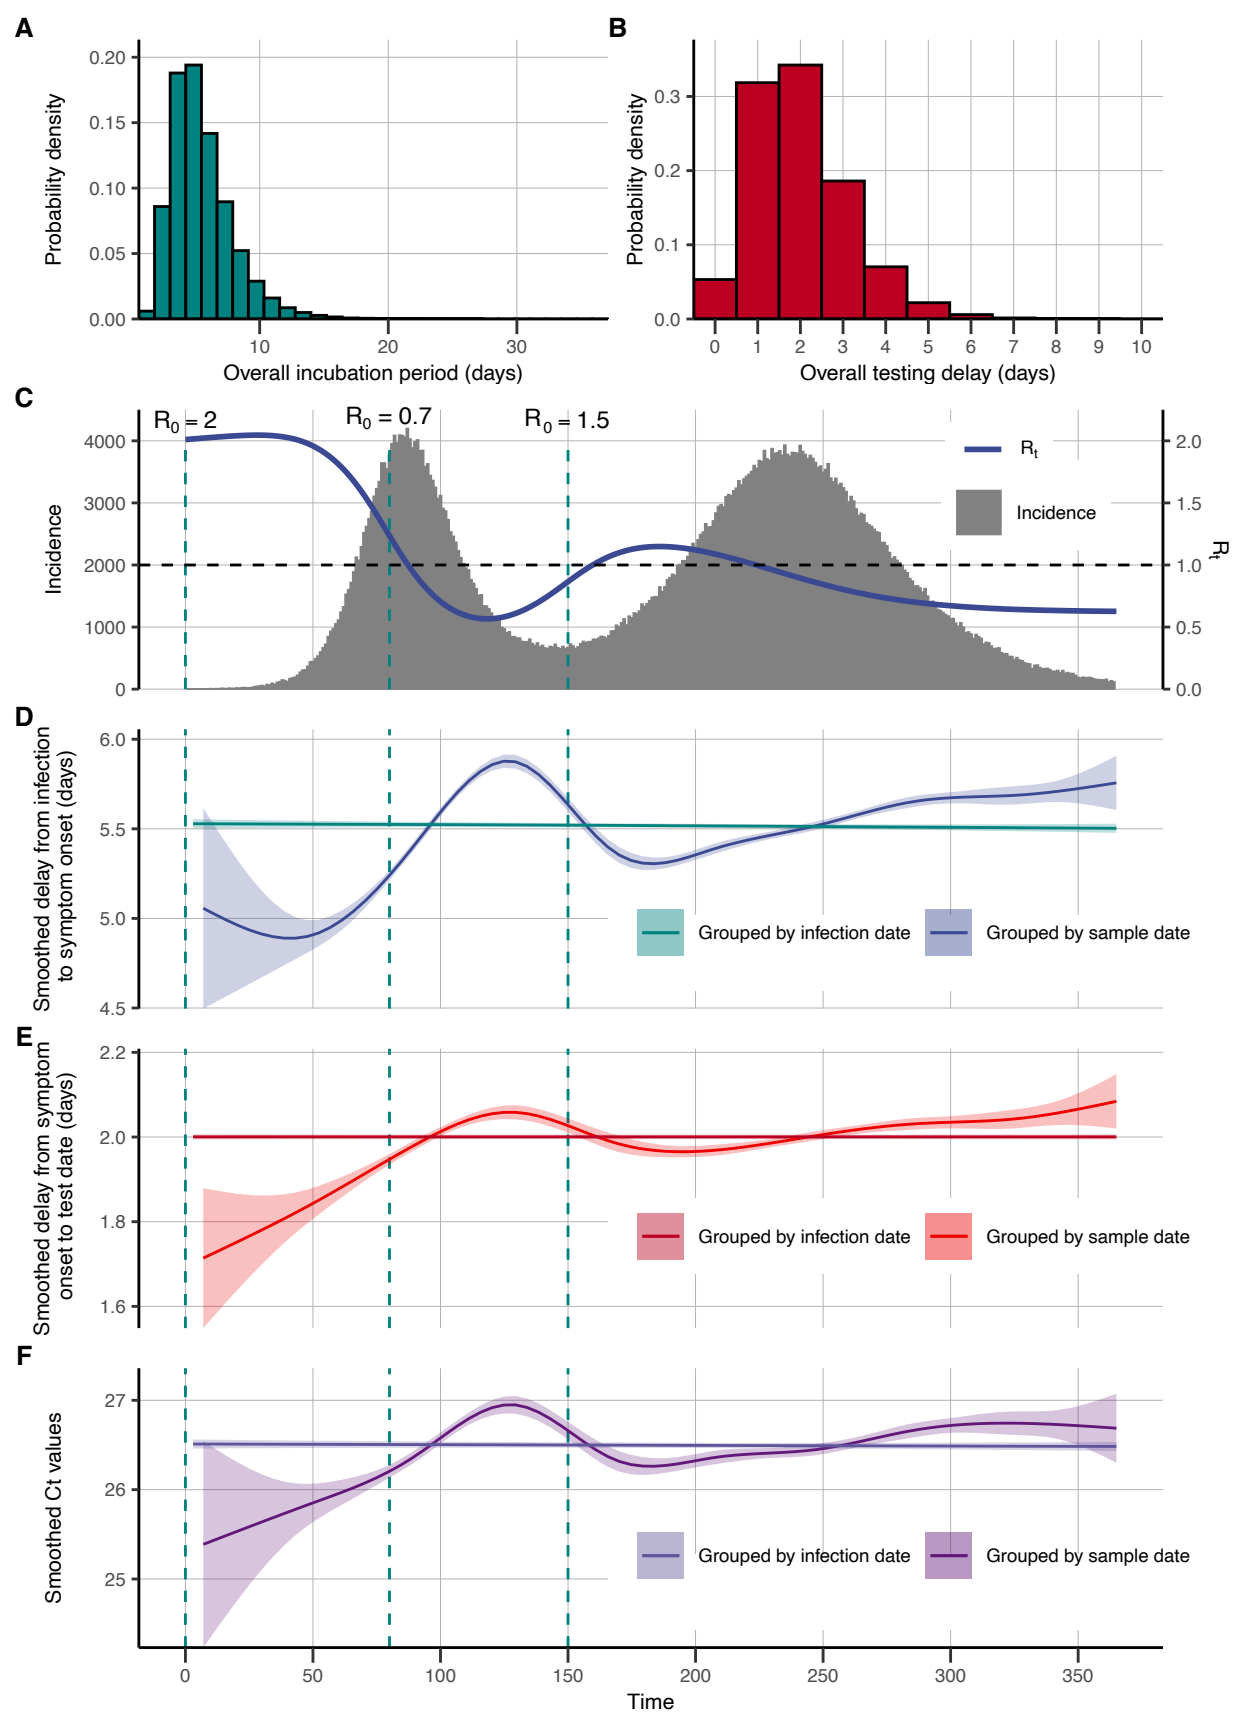 A
B
0.20
0.15
0.10
0.05
0.00
Probability density
10
20
30
Overall incubation period (days)
0.3
0.2
0.1
0.0
Probability density
0
1
2
3
4
5
6
7
8
9
10
Overall testing delay (days)
C
R0 = 2
R0 = 0.7
R0 = 1.5
4000
3000
2000
1000
0
Incidence
Rt
Incidence
2.0
1.5
1.0
0.5
0.0
Rt
D
6.0
5.5
5.0
4.5
Smoothed delay from infection
to symptom onset (days)
Grouped by infection date
Grouped by sample date
E
2.2
2.0
1.8
1.6
Smoothed delay from symptom
onset to test date (days)
Grouped by infection date
Grouped by sample date
F
27
26
25
Smoothed Ct values
Grouped by infection date
Grouped by sample date
0
50
100
150
200
250
300
350
Time